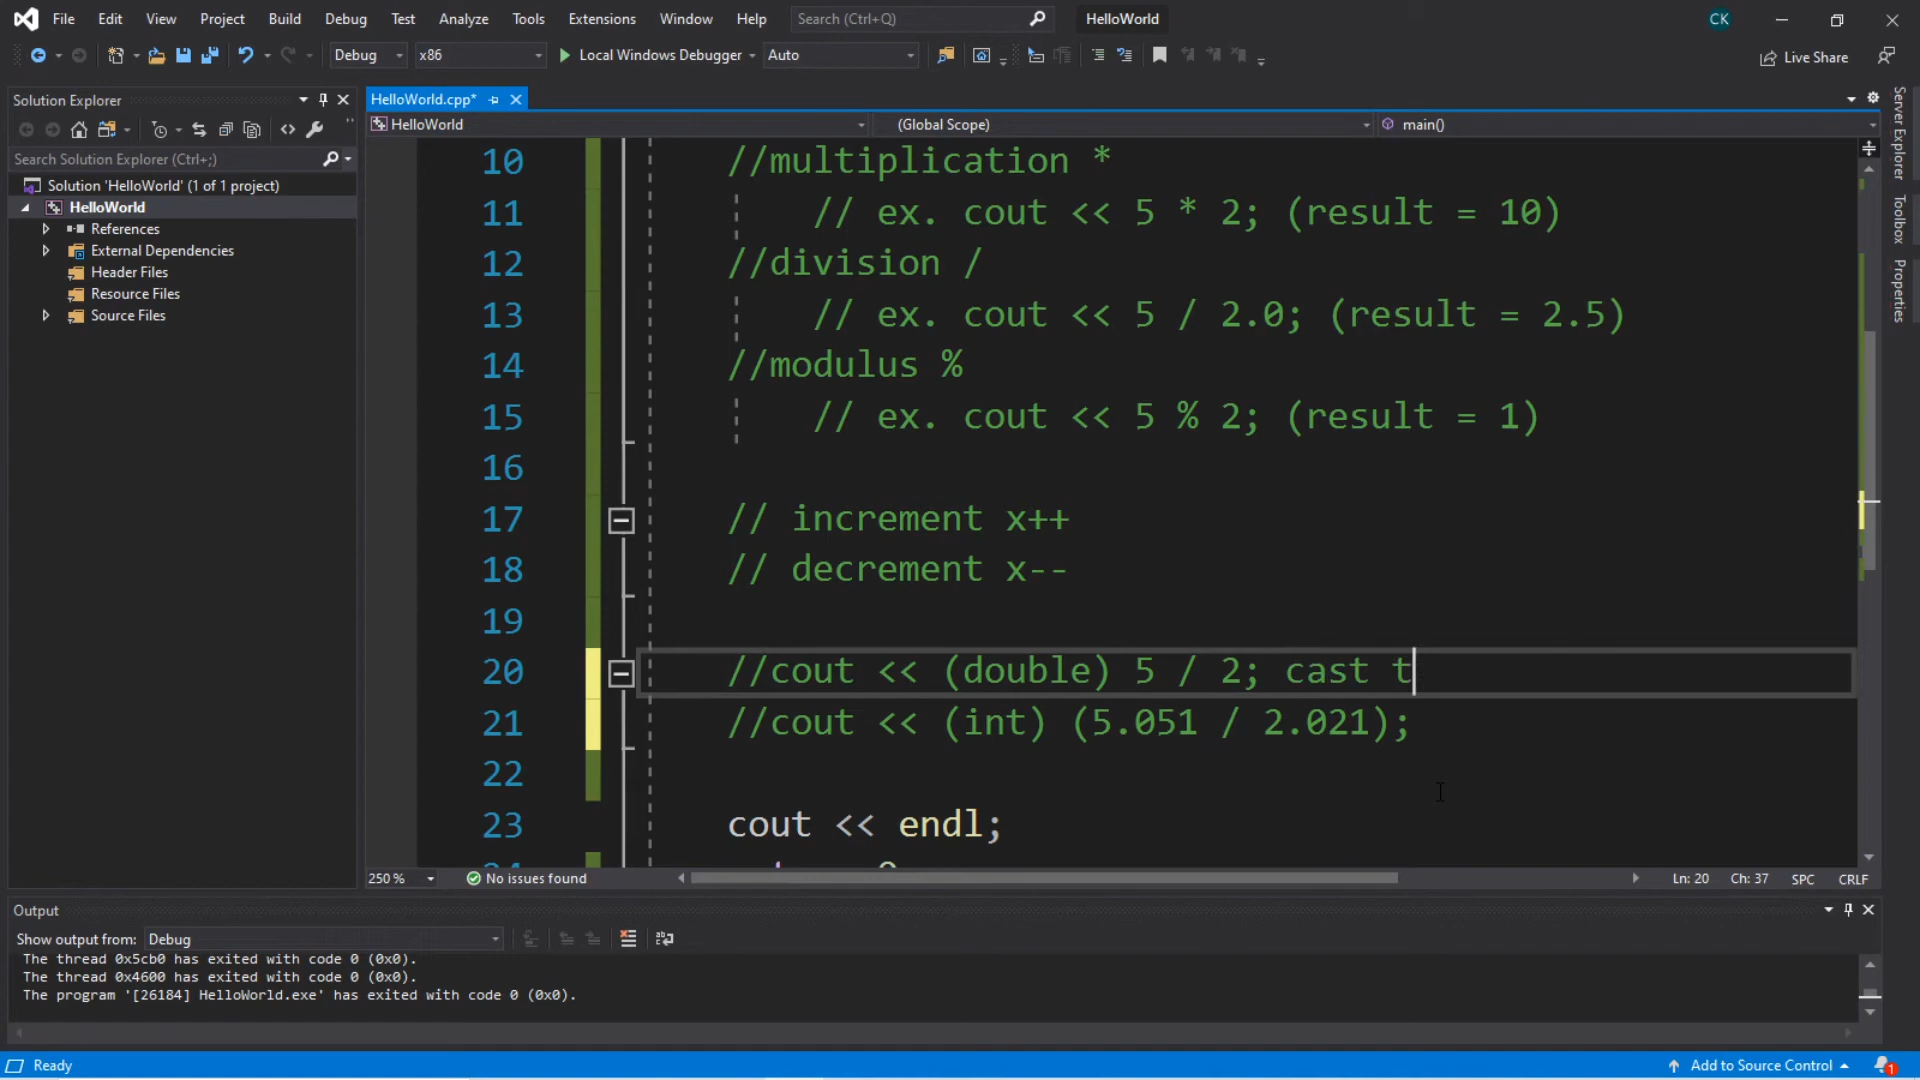 File Edit View Project Build Debug Test Analyze Tools Extensions Window Help Search (Ctrl+Q) HelloWorld CK
Debug x86 Local Windows Debugger Auto Live Share
Solution Explorer
Search Solution Explorer (Ctrl+;)
Solution 'HelloWorld' (1 of 1 project)
HelloWorld
References
External Dependencies
Header Files
Resource Files
Source Files
HelloWorld.cpp*
HelloWorld (Global Scope) main()
10 //multiplication *
11 // ex. cout << 5 * 2; (result = 10)
12 //division /
13 // ex. cout << 5 / 2.0; (result = 2.5)
14 //modulus %
15 // ex. cout << 5 % 2; (result = 1)
16
17 // increment x++
18 // decrement x--
19
20 //cout << (double) 5 / 2; cast t
21 //cout << (int) (5.051 / 2.021);
22
23 cout << endl;
250 % No issues found Ln: 20 Ch: 37 SPC CRLF
Server Explorer
Toolbox
Properties
Output
Show output from: Debug
The thread 0x5cb0 has exited with code 0 (0x0).
The thread 0x4600 has exited with code 0 (0x0).
The program '[26184] HelloWorld.exe' has exited with code 0 (0x0).
Ready Add to Source Control 1